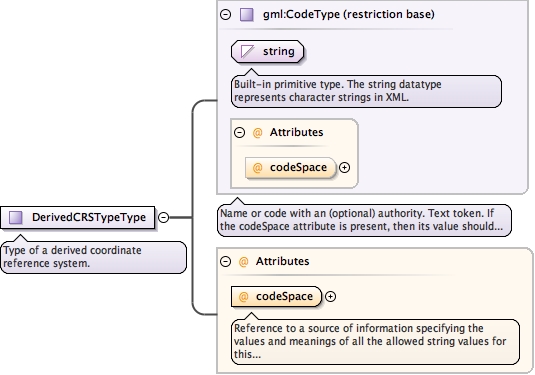 gml:CodeType (restriction base)
string
Built-in primitive type. The string datatype
represents character strings in XML.
@ Attributes
@ codeSpace
DerivedCRSTypeType
Type of a derived coordinate
reference system.
Name or code with an (optional) authority. Text token. If
the codeSpace attribute is present, then its value should...
@ Attributes
@ codeSpace
Reference to a source of information specifying the
values and meanings of all the allowed string values for
this...